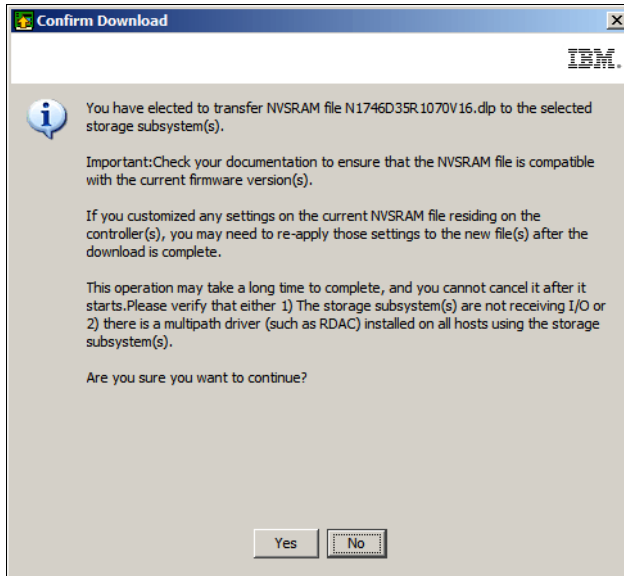 Confirm Download
IBM.
You have elected to transfer NVSRAM file N1746D35R1070V16.dlp to the selected
storage subsystem(s).
Important:Check your documentation to ensure that the NVSRAM file is compatible
with the current firmware version(s).
If you customized any settings on the current NVSRAM file residing on the
controller(s), you may need to re-apply those settings to the new file(s) after the
download is complete.
This operation may take a long time to complete, and you cannot cancel it after it
starts.Please verify that either 1) The storage subsystem(s) are not receiving I/O or
2) there is a multipath driver (such as RDAC) installed on all hosts using the storage
subsystem(s).
Are you sure you want to continue?
Yes
No